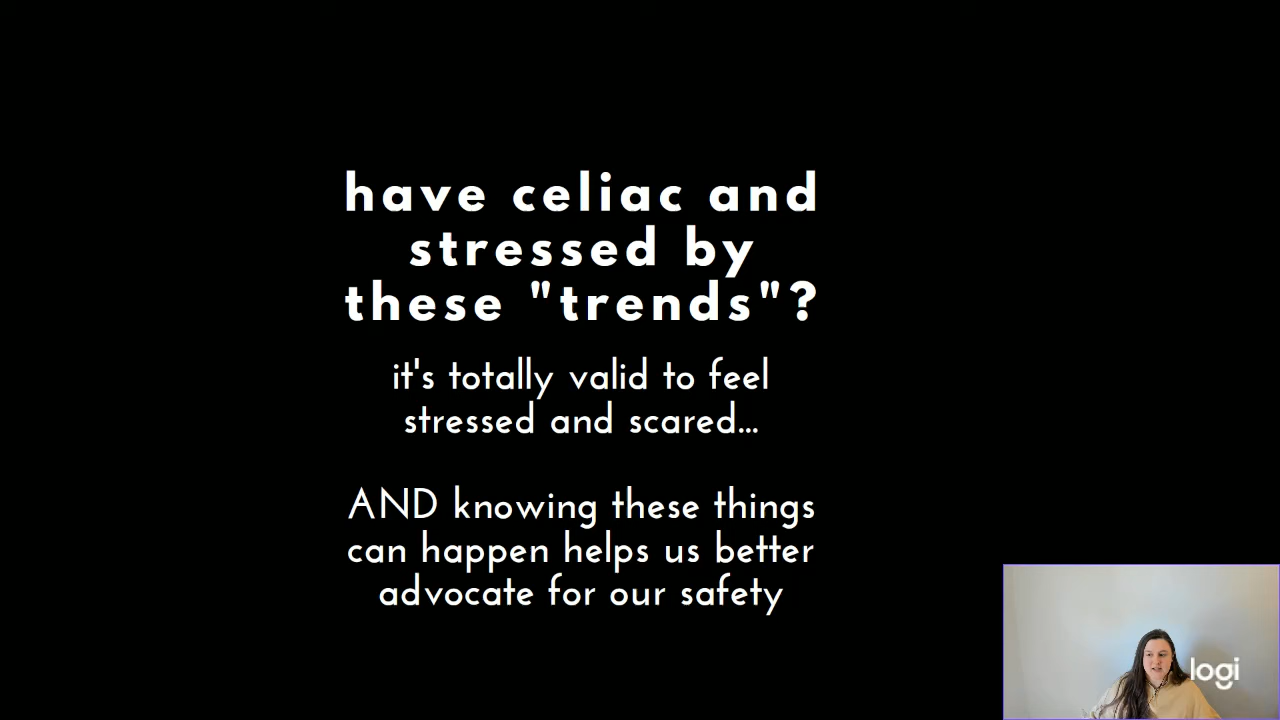 have celiac and
stressed by
these "trends"?
it's totally valid to feel
stressed and scared...
AND knowing these things
can happen helps us better
advocate for our safety
logi